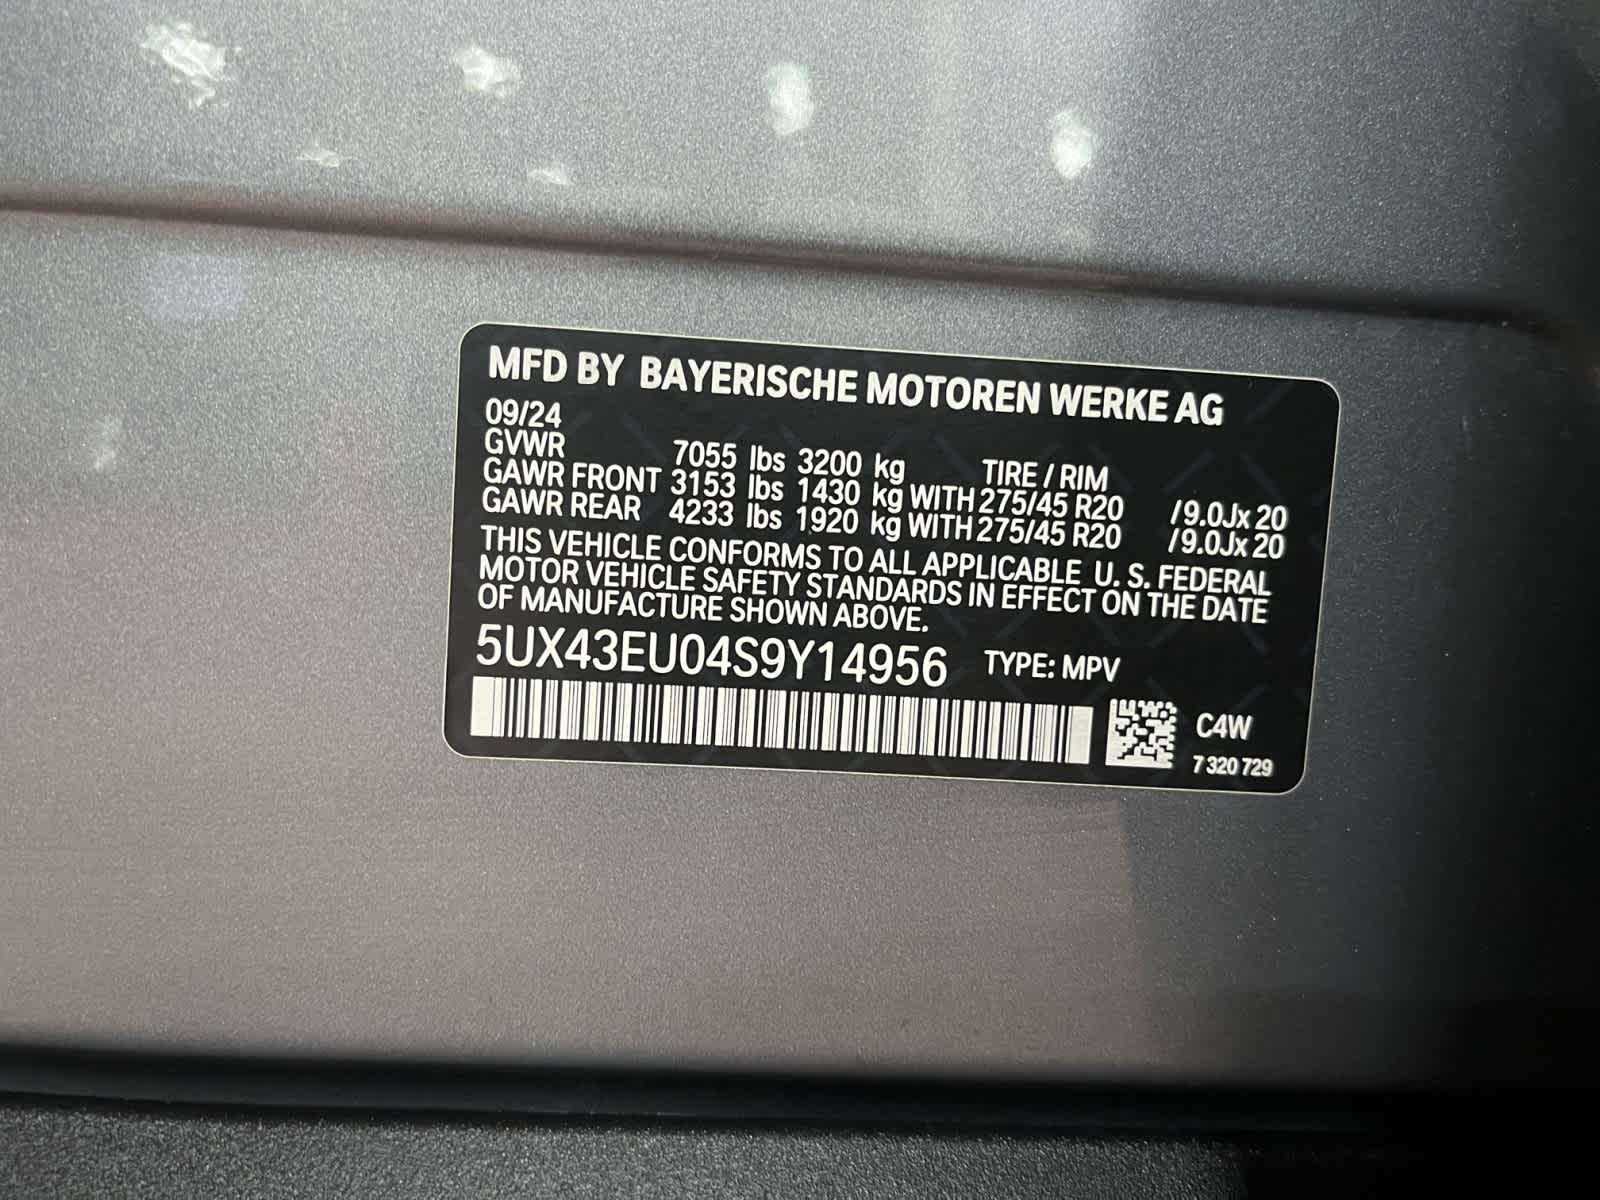 MFD BY BAYERISCHE MOTOREN WERKE AG
09/24
GVWR 7055 lbs 3200 kg TIRE / RIM
GAWR FRONT 3153 lbs 1430 kg WITH 275/45 R20 / 9.0Jx 20
GAWR REAR 4233 lbs 1920 kg WITH 275/45 R20 / 9.0Jx 20
THIS VEHICLE CONFORMS TO ALL APPLICABLE U. S. FEDERAL
MOTOR VEHICLE SAFETY STANDARDS IN EFFECT ON THE DATE
OF MANUFACTURE SHOWN ABOVE.
5UX43EU04S9Y14956 TYPE: MPV
C4W
7 320 729